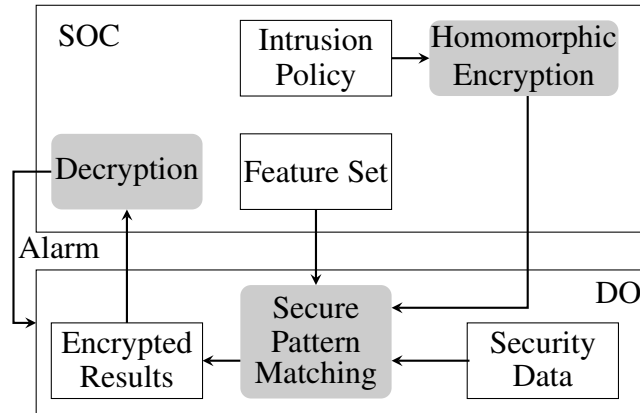 SOC
Intrusion
Policy
Homomorphic
Encryption
Decryption
Feature Set
Alarm
DO
Encrypted
Results
Secure
Pattern
Matching
Security
Data